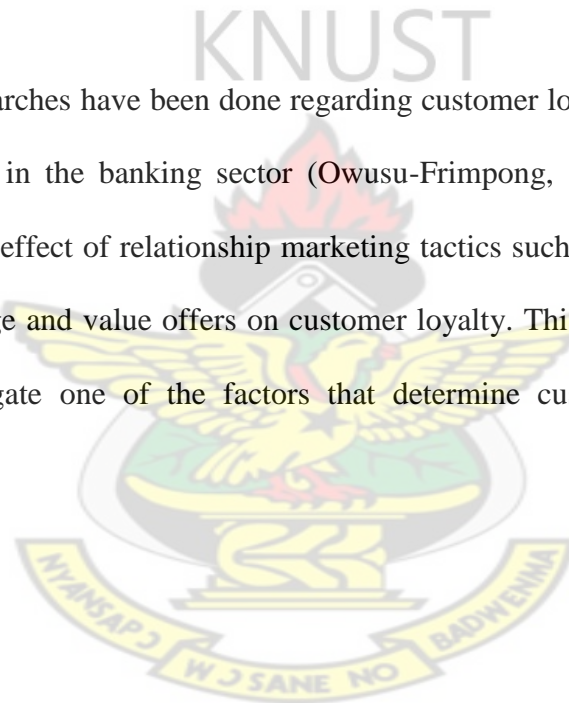 KNUST
arches have been done regarding customer lo
in the banking sector (Owusu-Frimpong,
effect of relationship marketing tactics such
ge and value offers on customer loyalty. Thi
gate one of the factors that determine cu
NYANSAPƆ WƆ SANE NO BADWENMA